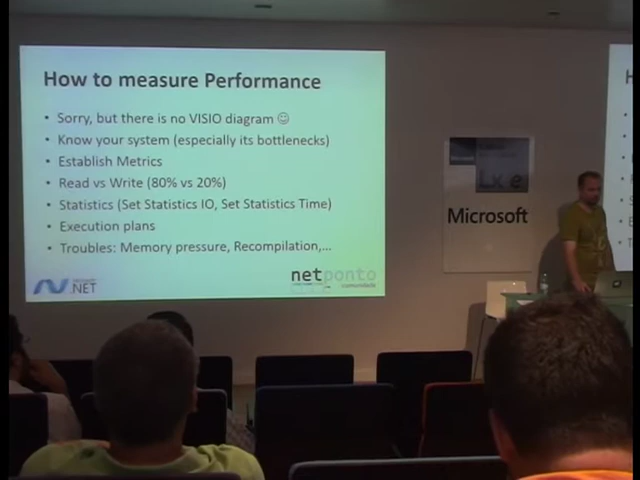 How to measure Performance
• Sorry, but there is no VISIO diagram ☺
• Know your system (especially its bottlenecks)
• Establish Metrics
• Read vs Write (80% vs 20%)
• Statistics (Set Statistics IO, Set Statistics Time)
• Execution plans
• Troubles: Memory pressure, Recompilation,...
.NET
netponto
comunidade
Microsoft